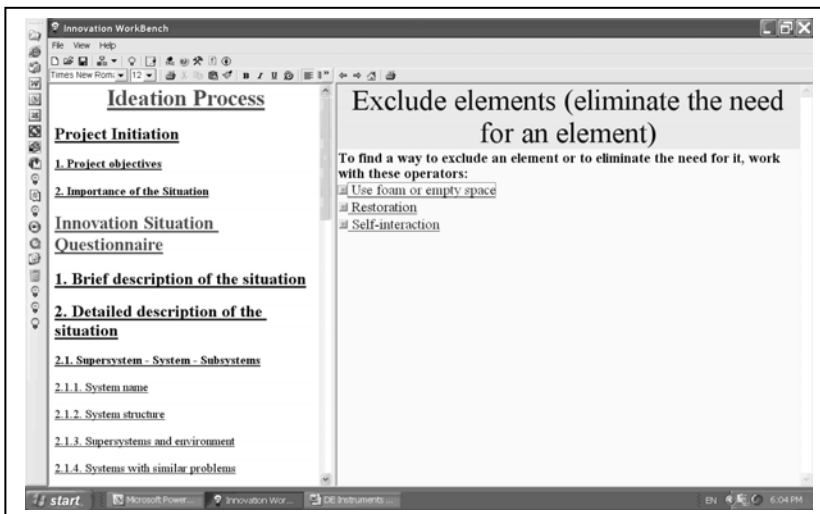 Innovation WorkBench
File View Help
Times New Rom: 12 B I U
Ideation Process
Project Initiation
1. Project objectives
2. Importance of the Situation
Innovation Situation
Questionnaire
1. Brief description of the situation
2. Detailed description of the
situation
2.1. Supersystem - System - Subsystems
2.1.1. System name
2.1.2. System structure
2.1.3. Supersystems and environment
2.1.4. Systems with similar problems
Exclude elements (eliminate the need
for an element)
To find a way to exclude an element or to eliminate the need for it, work
with these operators:
Use foam or empty space
Restoration
Self-interaction
start Microsoft Power... Innovation Wor... DE Instruments ... EN 6:04 PM